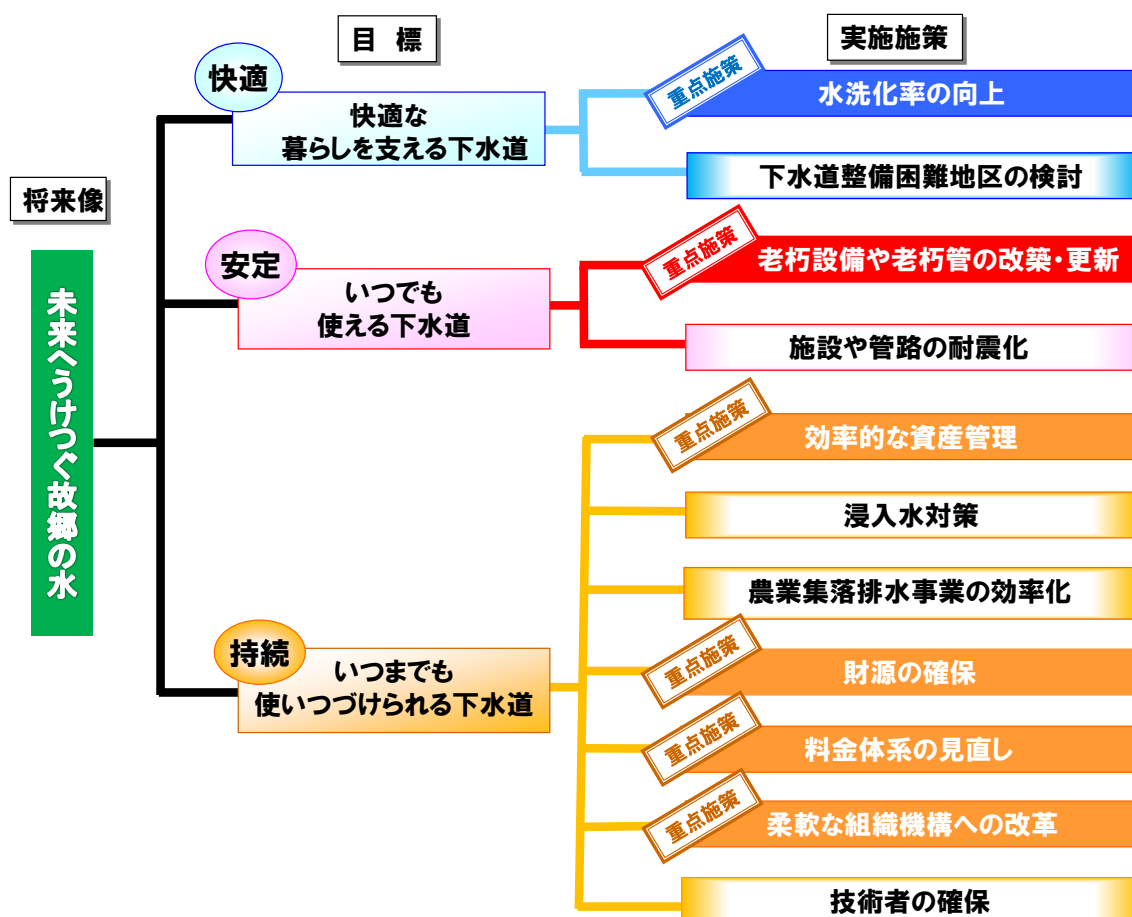 目 標
実施施策
快適
快適な
暮らしを支える下水道
重点施策
水洗化率の向上
下水道整備困難地区の検討
将来像
未来へうけつぐ故郷の水
安定
いつでも
使える下水道
重点施策
老朽設備や老朽管の改築・更新
施設や管路の耐震化
持続
いつまでも
使いつづけられる下水道
重点施策
効率的な資産管理
浸入水対策
農業集落排水事業の効率化
重点施策
財源の確保
重点施策
料金体系の見直し
重点施策
柔軟な組織機構への改革
技術者の確保